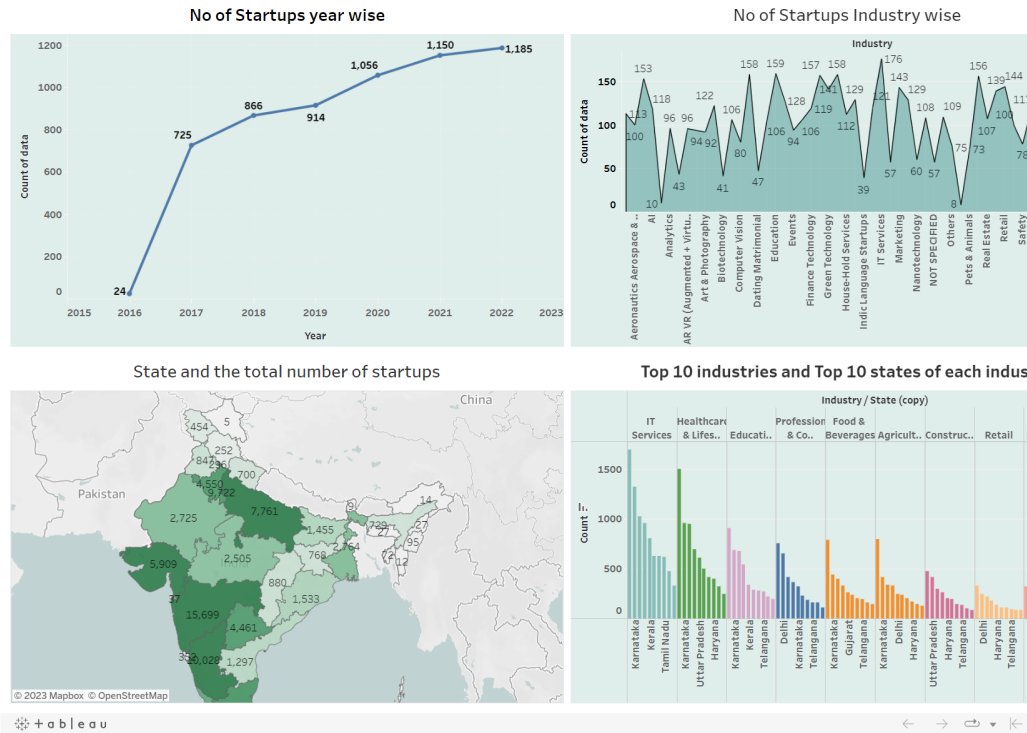 No of Startups year wise
1200
1000
800
600
400
200
0
Count of data
24
725
866
914
1,056
1,150
1,185
2015
2016
2017
2018
2019
2020
2021
2022
2023
Year
No of Startups Industry wise
Industry
150
100
50
0
Count of data
113
100
153
118
10
96
43
96
94
92
122
41
106
80
158
47
106
159
94
128
106
157
119
141
158
112
129
39
121
176
57
143
129
60
108
57
109
75
8
73
156
107
139
144
100
78
Aeronautics Aerospace & ..
AI
Analytics
AR VR (Augmented + Virtu..
Art & Photography
Biotechnology
Computer Vision
Dating Matrimonial
Education
Events
Finance Technology
Green Technology
House-Hold Services
Indic Language Startups
IT Services
Marketing
Nanotechnology
NOT SPECIFIED
Others
Pets & Animals
Real Estate
Retail
Safety
State and the total number of startups
China
Pakistan
454
5
252
847
700
4,550
9,722
2,725
7,761
1,455
768
2,764
9
729
14
27
27
95
72
12
5,909
2,505
880
14
37
15,699
1,533
4,461
10,028
1,297
© 2023 Mapbox © OpenStreetMap
Top 10 industries and Top 10 states of each indus
Industry / State (copy)
IT
Services
Healthcare
& Lifes..
Educati..
Profession
& Co..
Food &
Beverages
Agricult..
Construc..
Retail
1500
1000
500
0
Count
Karnataka
Kerala
Tamil Nadu
Karnataka
Uttar Pradesh
Haryana
Karnataka
Kerala
Telangana
Delhi
Karnataka
Telangana
Karnataka
Gujarat
Telangana
Karnataka
Delhi
Haryana
Uttar Pradesh
Haryana
Telangana
Delhi
Haryana
Telangana
+ a b l e a u